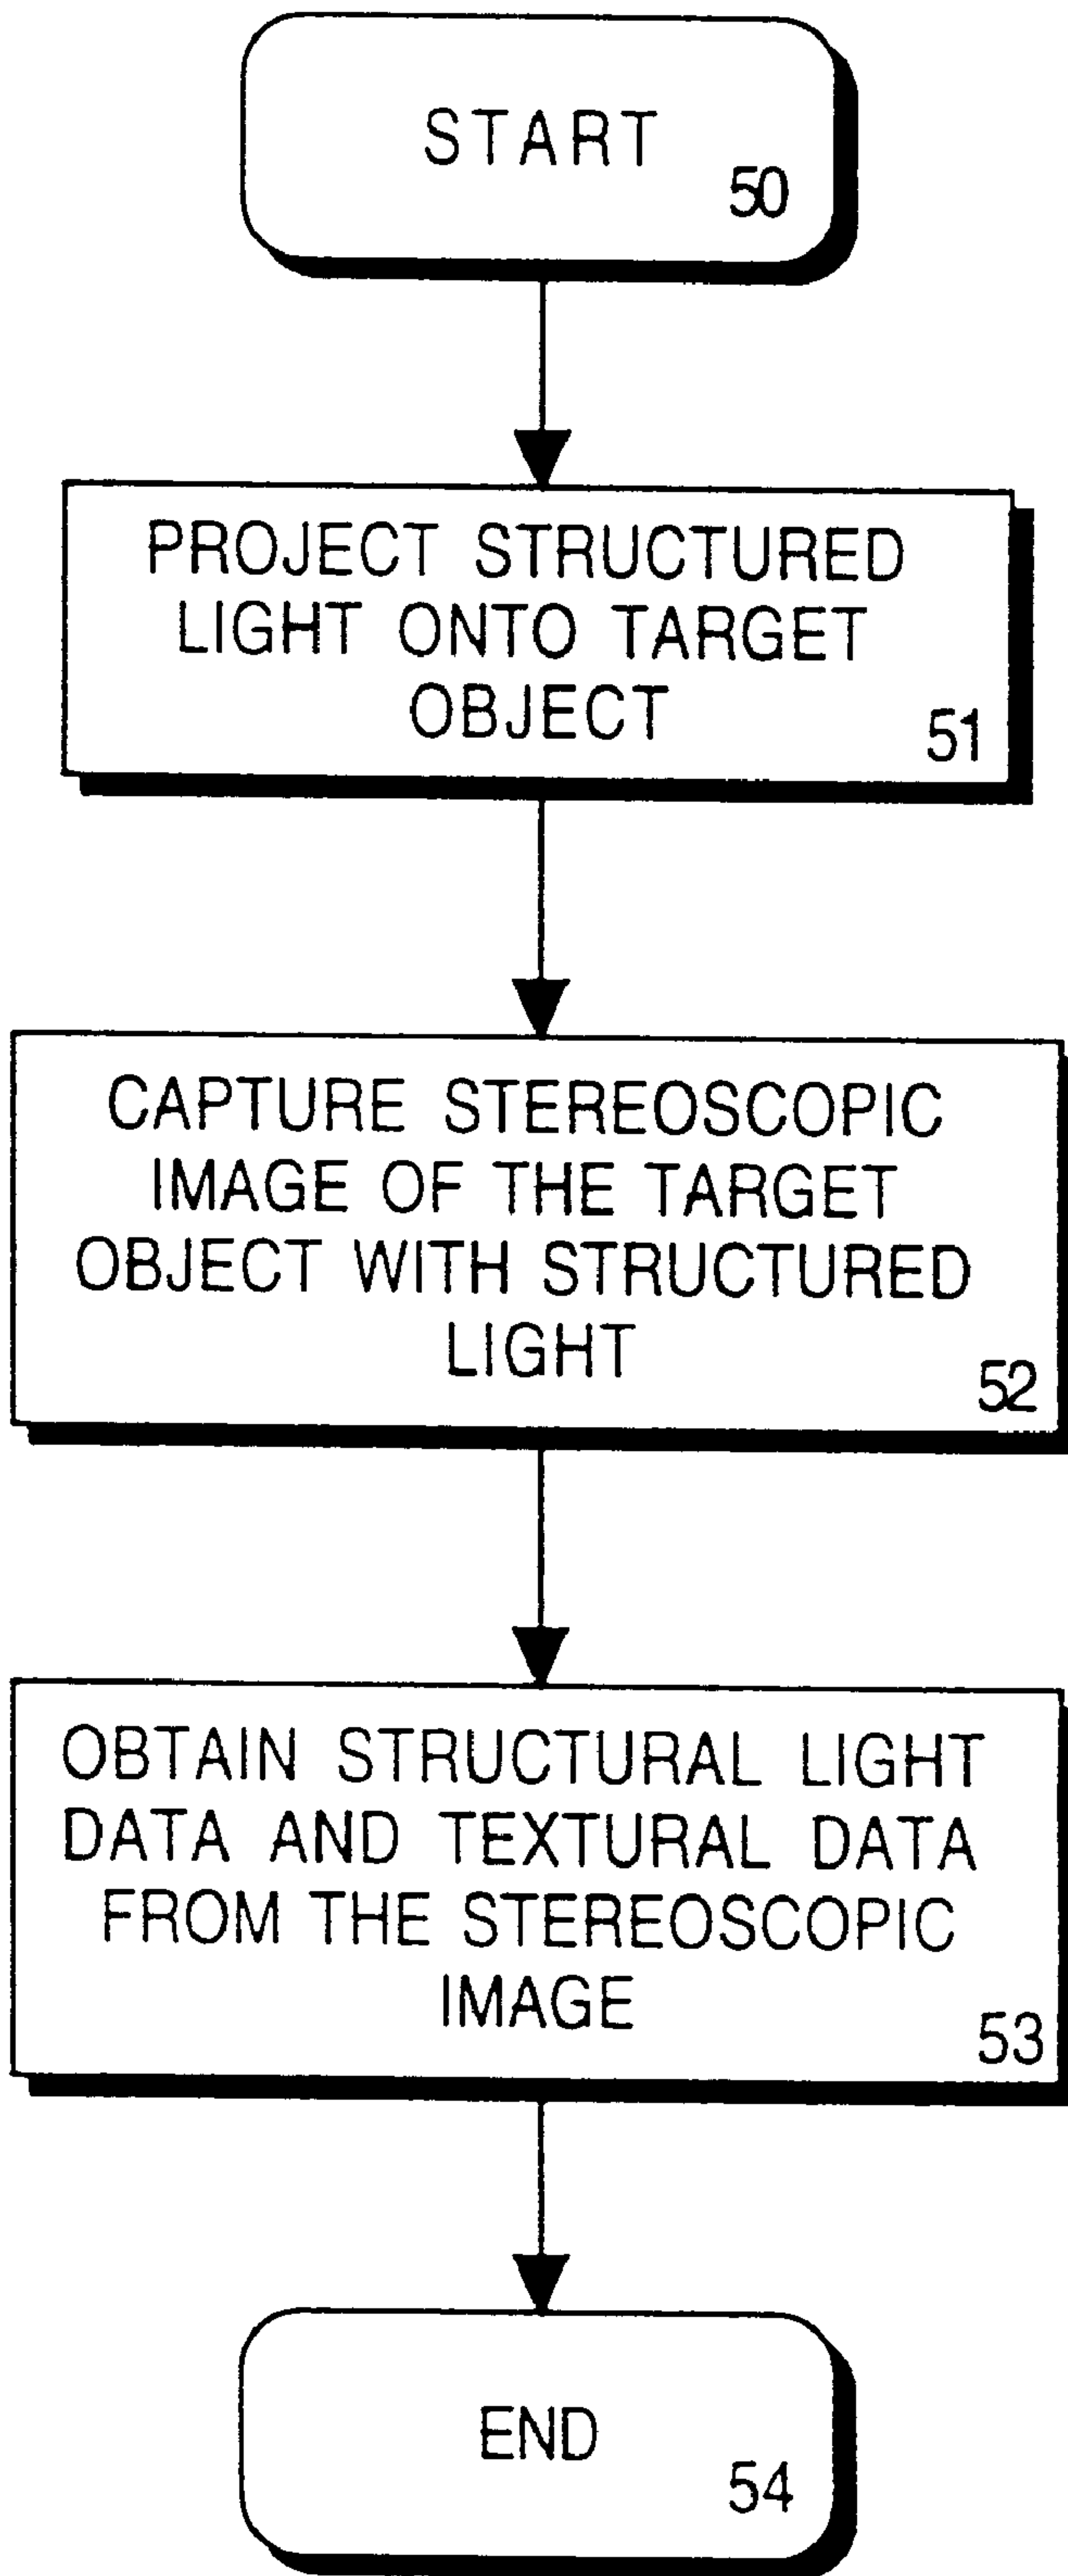 START
50
PROJECT STRUCTURED
LIGHT ONTO TARGET
OBJECT
51
CAPTURE STEREOSCOPIC
IMAGE OF THE TARGET
OBJECT WITH STRUCTURED
LIGHT
52
OBTAIN STRUCTURAL LIGHT
DATA AND TEXTURAL DATA
FROM THE STEREOSCOPIC
IMAGE
53
END
54